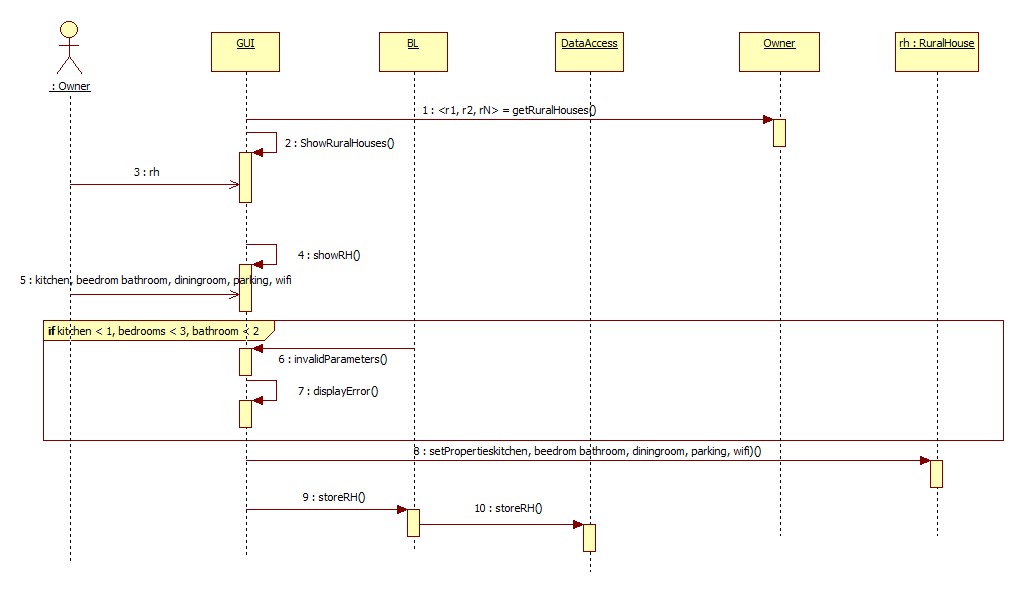 GUI
BL
DataAccess
Owner
rh : RuralHouse
: Owner
1 : <r1, r2, rN> = getRuralHouses()
2 : ShowRuralHouses()
3 : rh
4 : showRH()
5 : kitchen, beedrom bathroom, diningroom, parking, wifi
if kitchen < 1, bedrooms < 3, bathroom < 2
6 : invalidParameters()
7 : displayError()
8 : setPropertieskitchen, beedrom bathroom, diningroom, parking, wifi)()
9 : storeRH()
10 : storeRH()